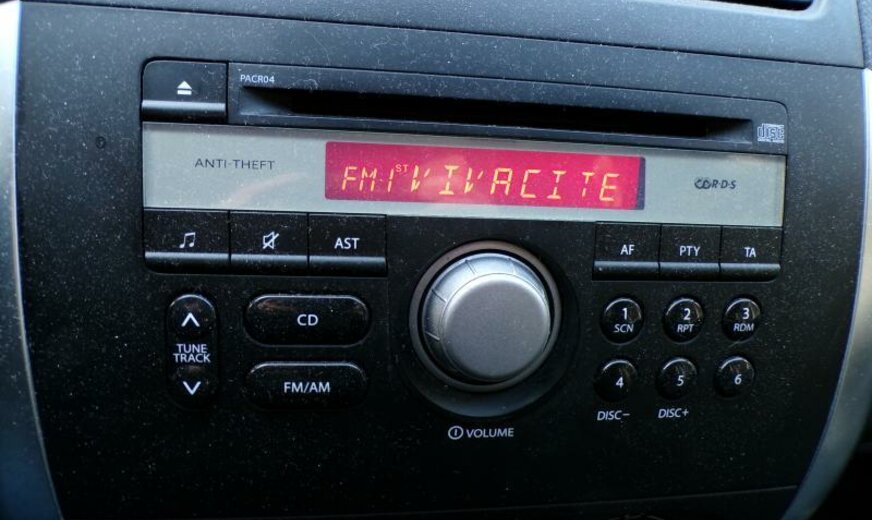 PACR04
disc
ANTI-THEFT
FM1 ST VIVACITE
R·D·S
AST
AF PTY TA
CD
TUNE
TRACK
FM/AM
1 2 3
SCN RPT RDM
4 5 6
DISC- DISC+
VOLUME